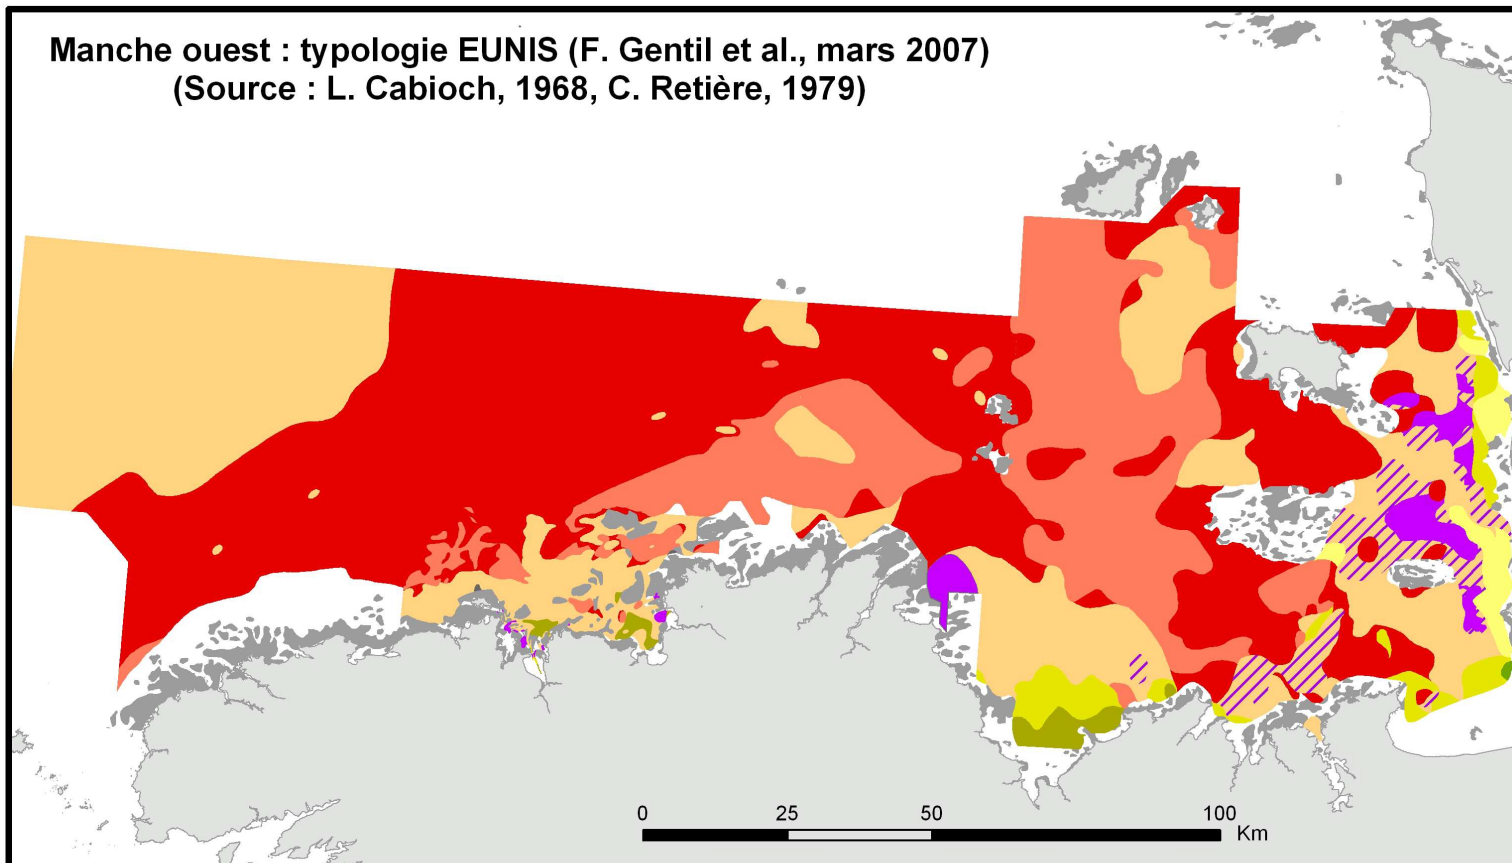 Manche ouest : typologie EUNIS (F. Gentil et al., mars 2007)
(Source : L. Cabioch, 1968, C. Retière, 1979)
0 25 50 100
Km